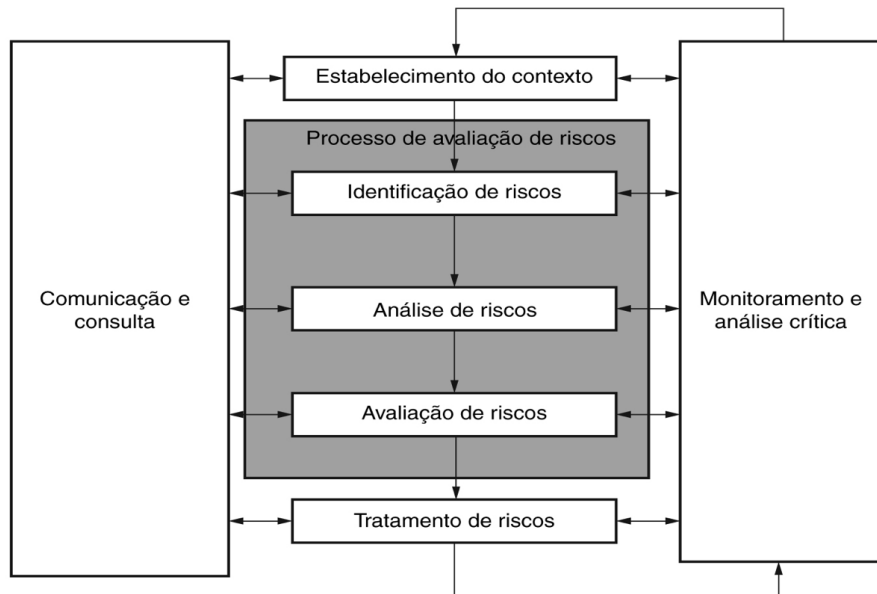 Estabelecimento do contexto
Processo de avaliação de riscos
Identificação de riscos
Comunicação e
consulta
Análise de riscos
Monitoramento e
análise crítica
Avaliação de riscos
Tratamento de riscos